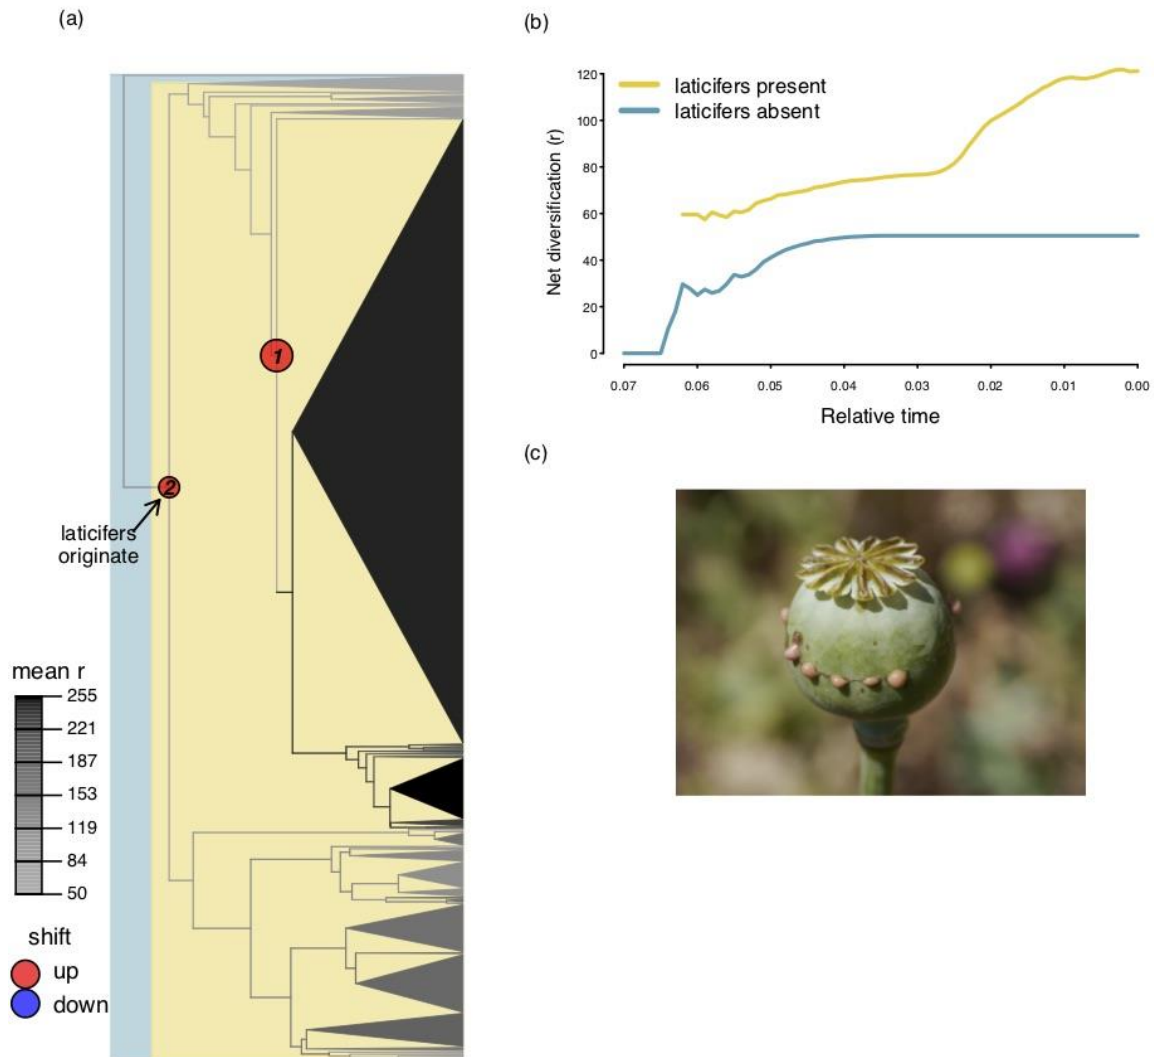 (a)
1
2
laticifers
originate
mean r
255
221
187
153
119
84
50
shift
up
down
(b)
laticifers present
laticifers absent
Net diversification (r)
120
100
80
60
40
20
0
0.07 0.06 0.05 0.04 0.03 0.02 0.01 0.00
Relative time
(c)